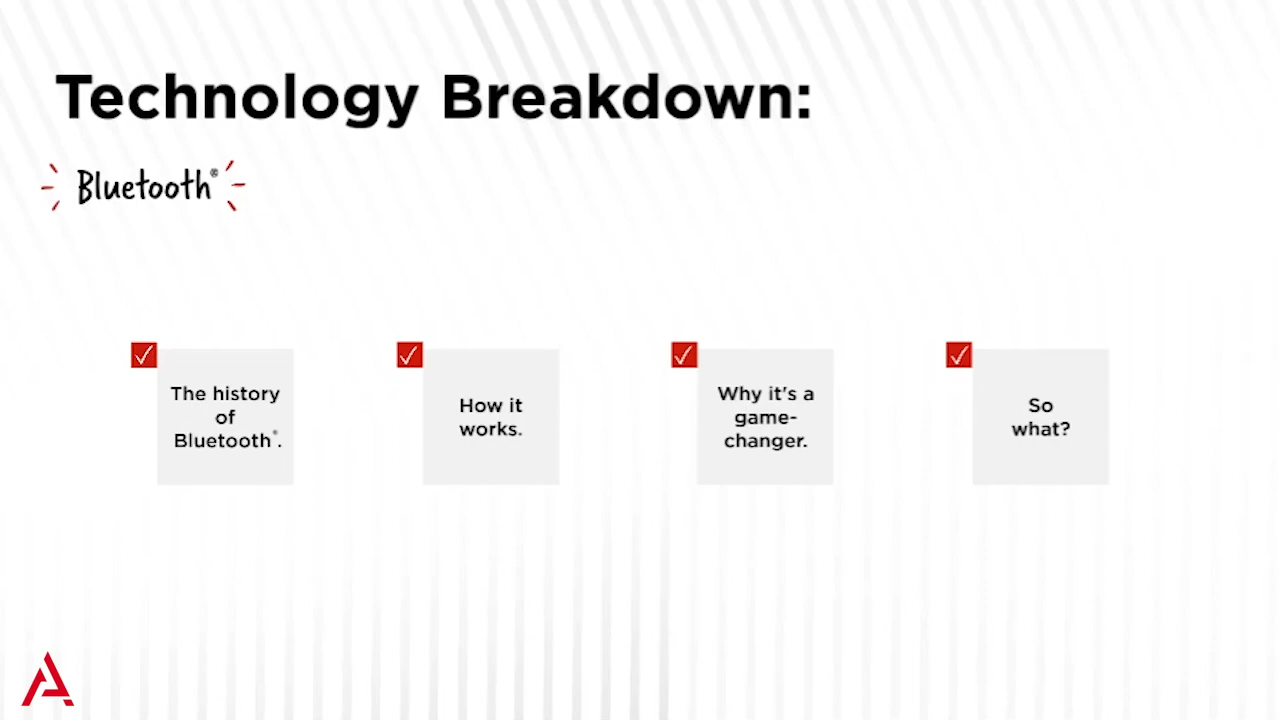 Technology Breakdown:
Bluetooth®
The history
of
Bluetooth®.
How it
works.
Why it's a
game-
changer.
So
what?